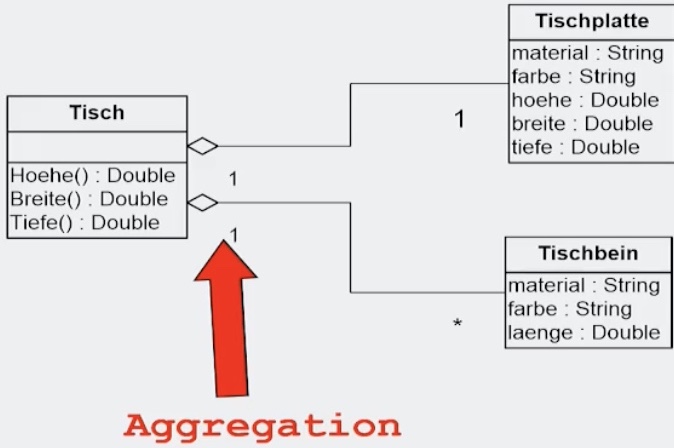 Tischplatte
material : String
farbe : String
hoehe : Double
breite : Double
tiefe : Double
1
Tisch
Hoehe() : Double
Breite() : Double
Tiefe() : Double
1
1
Tischbein
material : String
farbe : String
laenge : Double
*
Aggregation